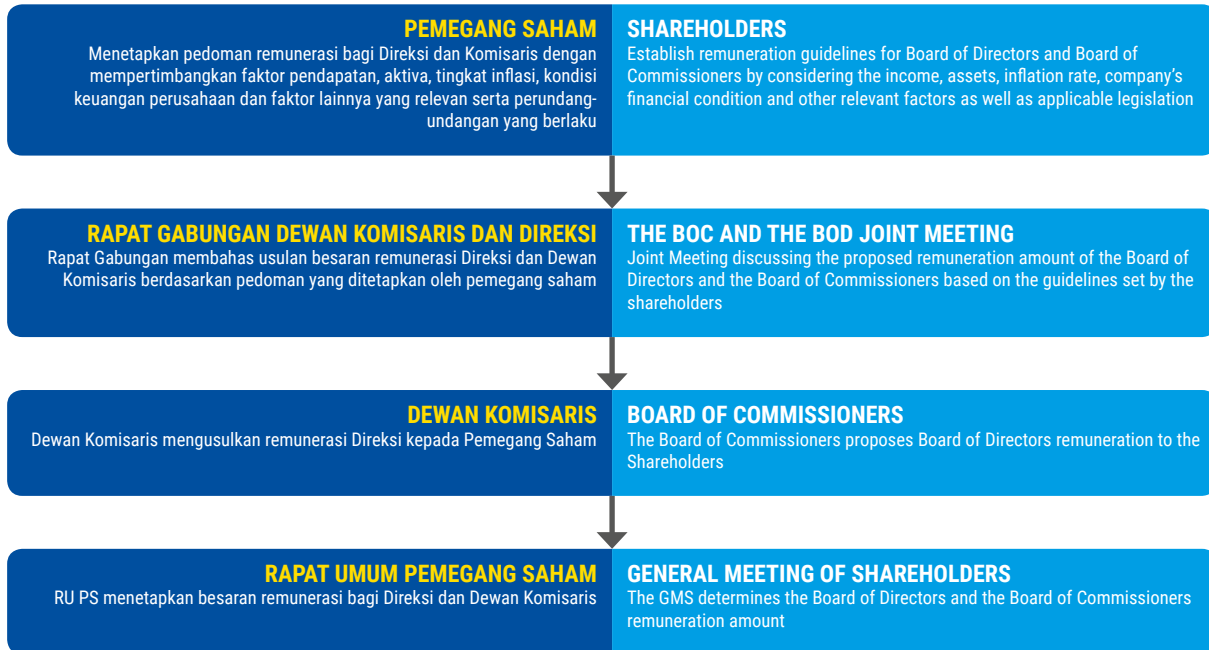 PEMEGANG SAHAM
Menetapkan pedoman remunerasi bagi Direksi dan Komisaris dengan
mempertimbangkan faktor pendapatan, aktiva, tingkat inflasi, kondisi
keuangan perusahaan dan faktor lainnya yang relevan serta perundang-
undangan yang berlaku
SHAREHOLDERS
Establish remuneration guidelines for Board of Directors and Board of
Commissioners by considering the income, assets, inflation rate, company's
financial condition and other relevant factors as well as applicable legislation
RAPAT GABUNGAN DEWAN KOMISARIS DAN DIREKSI
Rapat Gabungan membahas usulan besaran remunerasi Direksi dan Dewan
Komisaris berdasarkan pedoman yang ditetapkan oleh pemegang saham
THE BOC AND THE BOD JOINT MEETING
Joint Meeting discussing the proposed remuneration amount of the Board of
Directors and the Board of Commissioners based on the guidelines set by the
shareholders
DEWAN KOMISARIS
Dewan Komisaris mengusulkan remunerasi Direksi kepada Pemegang Saham
BOARD OF COMMISSIONERS
The Board of Commissioners proposes Board of Directors remuneration to the
Shareholders
RAPAT UMUM PEMEGANG SAHAM
RU PS menetapkan besaran remunerasi bagi Direksi dan Dewan Komisaris
GENERAL MEETING OF SHAREHOLDERS
The GMS determines the Board of Directors and the Board of Commissioners
remuneration amount